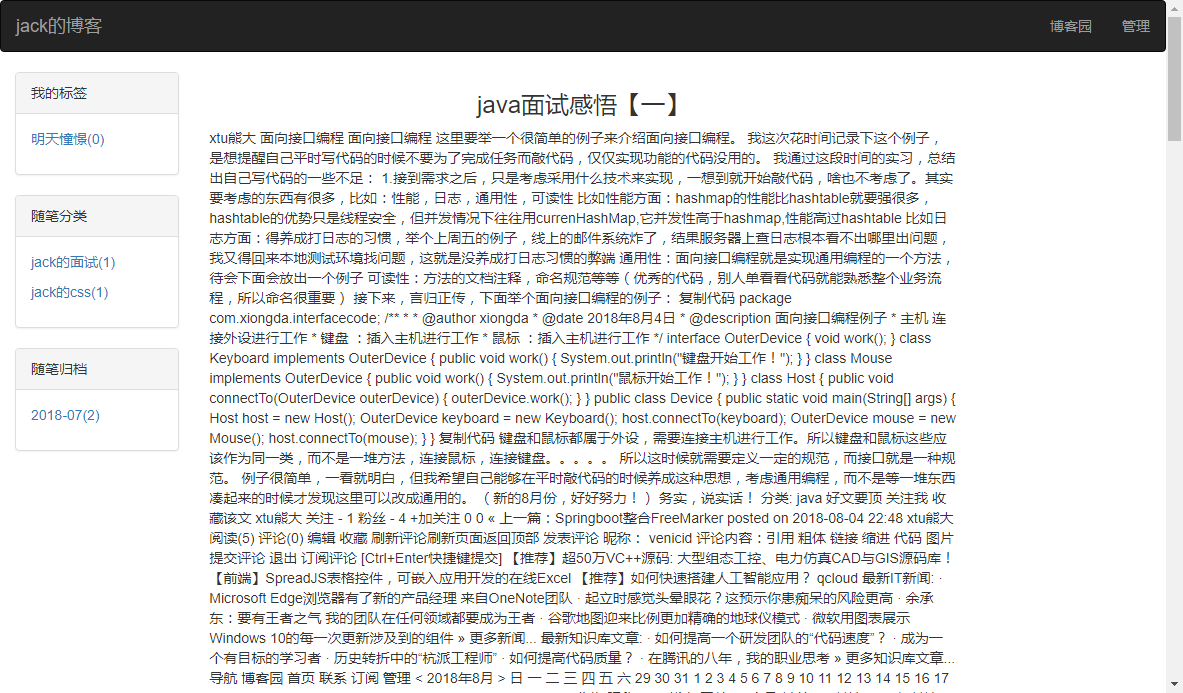 jack的博客
博客园 管理
我的标签
明天憧憬(0)
随笔分类
jack的面试(1)
jack的css(1)
随笔归档
2018-07(2)
java面试感悟【一】
xtu熊大 面向接口编程 面向接口编程 这里要举一个很简单的例子来介绍面向接口编程。 我这次花时间记录下这个例子，
是想提醒自己平时写代码的时候不要为了完成任务而敲代码，仅仅实现功能的代码没用的。 我通过这段时间的实习，总结
出自己写代码的一些不足： 1.接到需求之后，只是考虑采用什么技术来实现，一想到就开始敲代码，啥也不考虑了。其实
要考虑的东西有很多，比如：性能，日志，通用性，可读性 比如性能方面：hashmap的性能比hashtable就要强很多，
hashtable的优势只是线程安全，但并发情况下往往用currenHashMap,它并发性高于hashmap,性能高过hashtable 比如日
志方面：得养成打日志的习惯，举个上周五的例子，线上的邮件系统炸了，结果服务器上查日志根本看不出哪里出问题，
我又得回来本地测试环境找问题，这就是没养成打日志习惯的弊端 通用性：面向接口编程就是实现通用编程的一个方法，
待会下面会放出一个例子 可读性：方法的文档注释，命名规范等等（优秀的代码，别人单看看代码就能熟悉整个业务流
程，所以命名很重要 ） 接下来，言归正传，下面举个面向接口编程的例子： 复制代码 package
com.xiongda.interfacecode; /** * * @author xiongda * @date 2018年8月4日 * @description 面向接口编程例子 * 主机 连
接外设进行工作 * 键盘 ：插入主机进行工作 * 鼠标 ：插入主机进行工作 */ interface OuterDevice { void work(); } class
Keyboard implements OuterDevice { public void work() { System.out.println("键盘开始工作！"); } } class Mouse
implements OuterDevice { public void work() { System.out.println("鼠标开始工作！"); } } class Host { public void
connectTo(OuterDevice outerDevice) { outerDevice.work(); } } public class Device { public static void main(String[] args) {
Host host = new Host(); OuterDevice keyboard = new Keyboard(); host.connectTo(keyboard); OuterDevice mouse = new
Mouse(); host.connectTo(mouse); } } 复制代码 键盘和鼠标都属于外设，需要连接主机进行工作。所以键盘和鼠标这些应
该作为同一类，而不是一堆方法，连接鼠标，连接键盘。。。。。 所以这时候就需要定义一定的规范，而接口就是一种规
范。 例子很简单，一看就明白，但我希望自己能够在平时敲代码的时候养成这种思想，考虑通用编程，而不是等一堆东西
凑起来的时候才发现这里可以改成通用的。 （ 新的8月份，好好努力！ ）务实，说实话！ 分类: java 好文要顶 关注我 收
藏该文 xtu熊大 关注 - 1 粉丝 - 4 +加关注 0 0 « 上一篇：Springboot整合FreeMarker posted on 2018-08-04 22:48 xtu熊大
阅读(5) 评论(0) 编辑 收藏 刷新评论刷新页面返回顶部 发表评论 昵称： venicid 评论内容：引用 粗体 链接 缩进 代码 图片
提交评论 退出 订阅评论 [Ctrl+Enter快捷键提交] 【推荐】超50万VC++源码: 大型组态工控、电力仿真CAD与GIS源码库！
【前端】SpreadJS表格控件，可嵌入应用开发的在线Excel 【推荐】如何快速搭建人工智能应用？ qcloud 最新IT新闻: ·
Microsoft Edge浏览器有了新的产品经理 来自OneNote团队 · 起立时感觉头晕眼花？这预示你患痴呆的风险更高 · 余承
东：要有王者之气 我的团队在任何领域都要成为王者 · 谷歌地图迎来比例更加精确的地球仪模式 · 微软用图表展示
Windows 10的每一次更新涉及到的组件 » 更多新闻... 最新知识库文章: · 如何提高一个研发团队的“代码速度”？ · 成为一
个有目标的学习者 · 历史转折中的“杭派工程师” · 如何提高代码质量？ · 在腾讯的八年，我的职业思考 » 更多知识库文章...
导航 博客园 首页 联系 订阅 管理 < 2018年8月 > 日 一 二 三 四 五 六 29 30 31 1 2 3 4 5 6 7 8 9 10 11 12 13 14 15 16 17